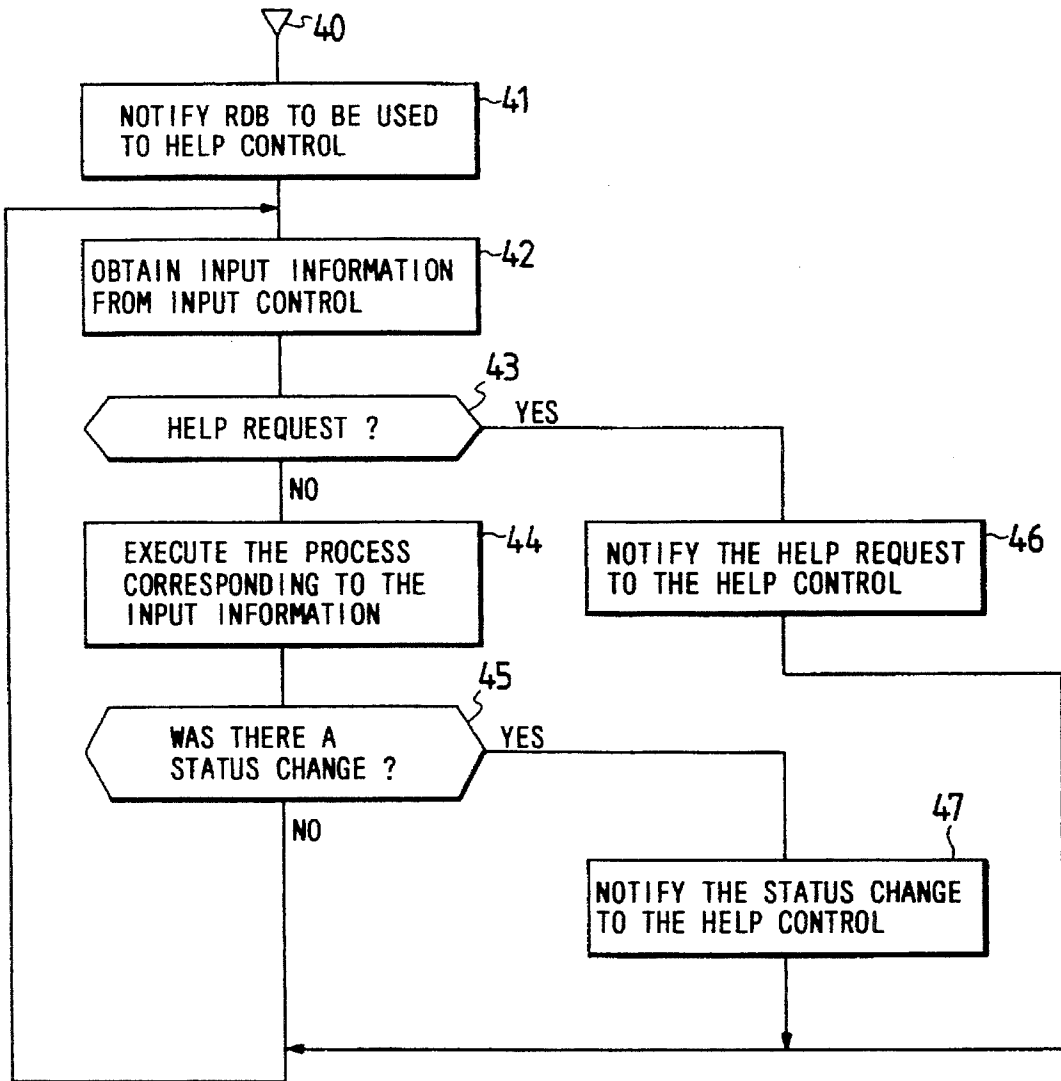 40
NOTIFY RDB TO BE USED
TO HELP CONTROL
41
OBTAIN INPUT INFORMATION
FROM INPUT CONTROL
42
HELP REQUEST ?
43
YES
NO
EXECUTE THE PROCESS
CORRESPONDING TO THE
INPUT INFORMATION
44
NOTIFY THE HELP REQUEST
TO THE HELP CONTROL
46
WAS THERE A
STATUS CHANGE ?
45
YES
NO
NOTIFY THE STATUS CHANGE
TO THE HELP CONTROL
47